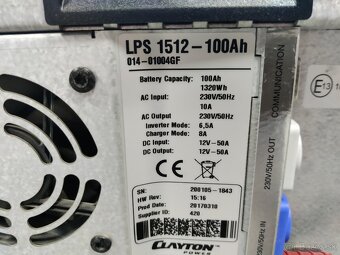 LPS 1512-100Ah
014-01004GF
Battery Capacity: 100Ah
1320Wh
AC Input: 230V/50Hz
10A
AC Output 230V/50Hz
Inverter Mode: 6,5A
Charger Mode: 8A
DC Input: 12V-50A
DC Output: 12V-50A
CE
SN: 200105-1843
HW Rev: 15:16
Prod Date: 20170310
Supplier ID: 420
CLAYTON
POWER
COMMUNICATION
230V/50Hz OUT
230V/50Hz IN
E13